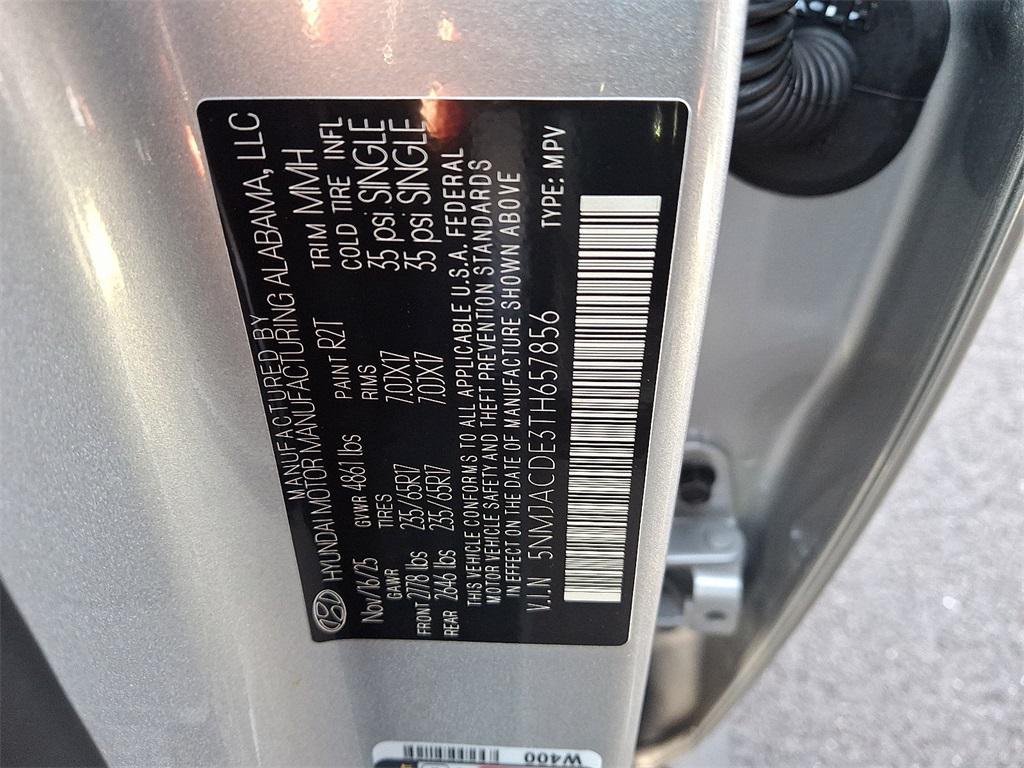 MANUFACTURED BY
HYUNDAI MOTOR MANUFACTURING ALABAMA, LLC
Nov/16/25 GVWR 4861 lbs PAINT R2T TRIM MMH
GAWR TIRES RIMS COLD TIRE INFL
FRONT 2778 lbs 235/65R17 7.0JX17 35 psi SINGLE
REAR 2646 lbs 235/65R17 7.0JX17 35 psi SINGLE
THIS VEHICLE CONFORMS TO ALL APPLICABLE U.S.A. FEDERAL
MOTOR VEHICLE SAFETY AND THEFT PREVENTION STANDARDS
IN EFFECT ON THE DATE OF MANUFACTURE SHOWN ABOVE
V.I.N 5NMJACDE3TH657856 TYPE: MPV
W400